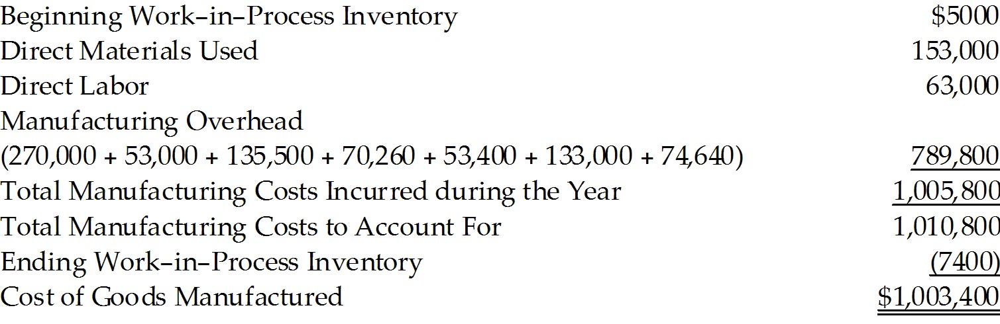 Beginning Work-in-Process Inventory $5000
Direct Materials Used 153,000
Direct Labor 63,000
Manufacturing Overhead
(270,000 + 53,000 + 135,500 + 70,260 + 53,400 + 133,000 + 74,640) 789,800
Total Manufacturing Costs Incurred during the Year 1,005,800
Total Manufacturing Costs to Account For 1,010,800
Ending Work-in-Process Inventory (7400)
Cost of Goods Manufactured $1,003,400